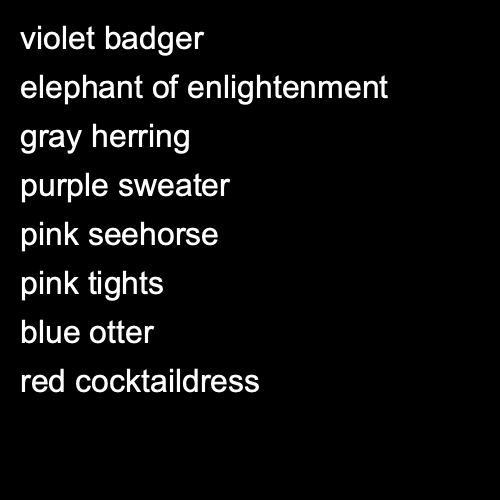 violet badger
elephant of enlightenment
gray herring
purple sweater
pink seehorse
pink tights
blue otter
red cocktaildress